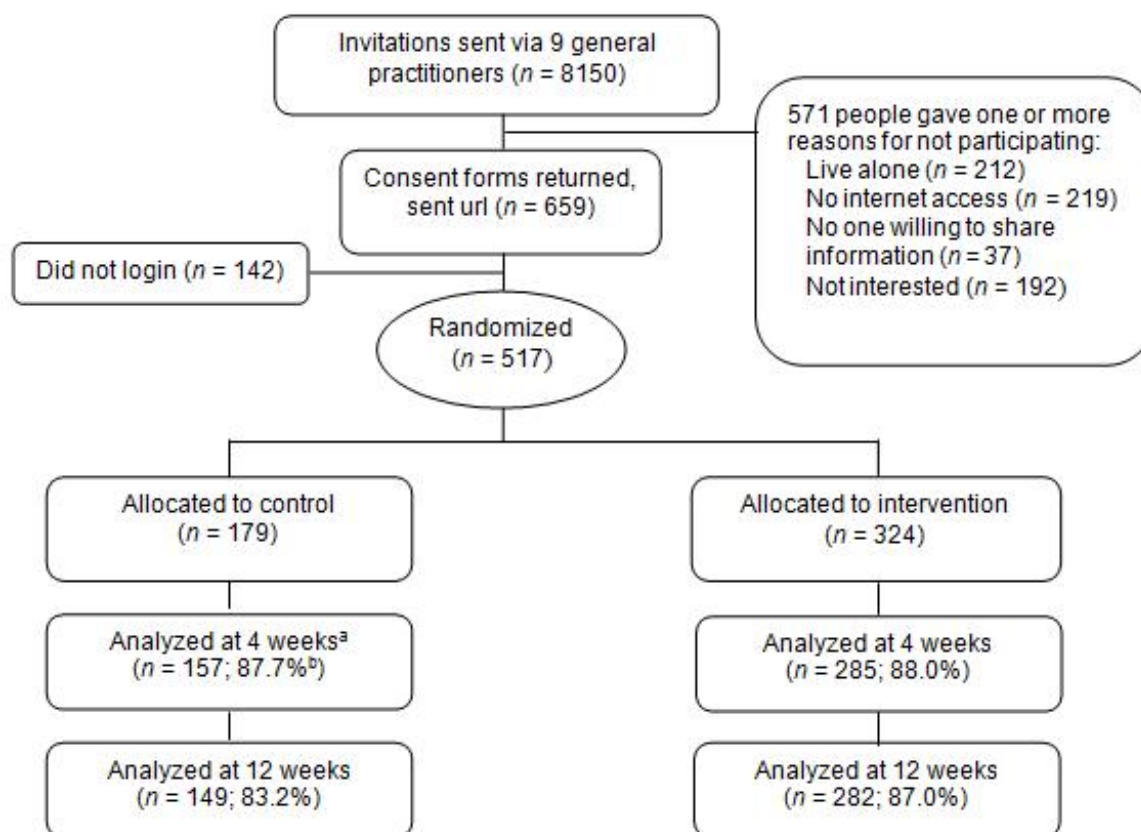 Invitations sent via 9 general
practitioners (n = 8150)
571 people gave one or more
reasons for not participating:
Live alone (n = 212)
No internet access (n = 219)
No one willing to share
information (n = 37)
Not interested (n = 192)
Consent forms returned,
sent url (n = 659)
Did not login (n = 142)
Randomized
(n = 517)
Allocated to control
(n = 179)
Allocated to intervention
(n = 324)
Analyzed at 4 weeksᵃ
(n = 157; 87.7%ᵇ)
Analyzed at 4 weeks
(n = 285; 88.0%)
Analyzed at 12 weeks
(n = 149; 83.2%)
Analyzed at 12 weeks
(n = 282; 87.0%)